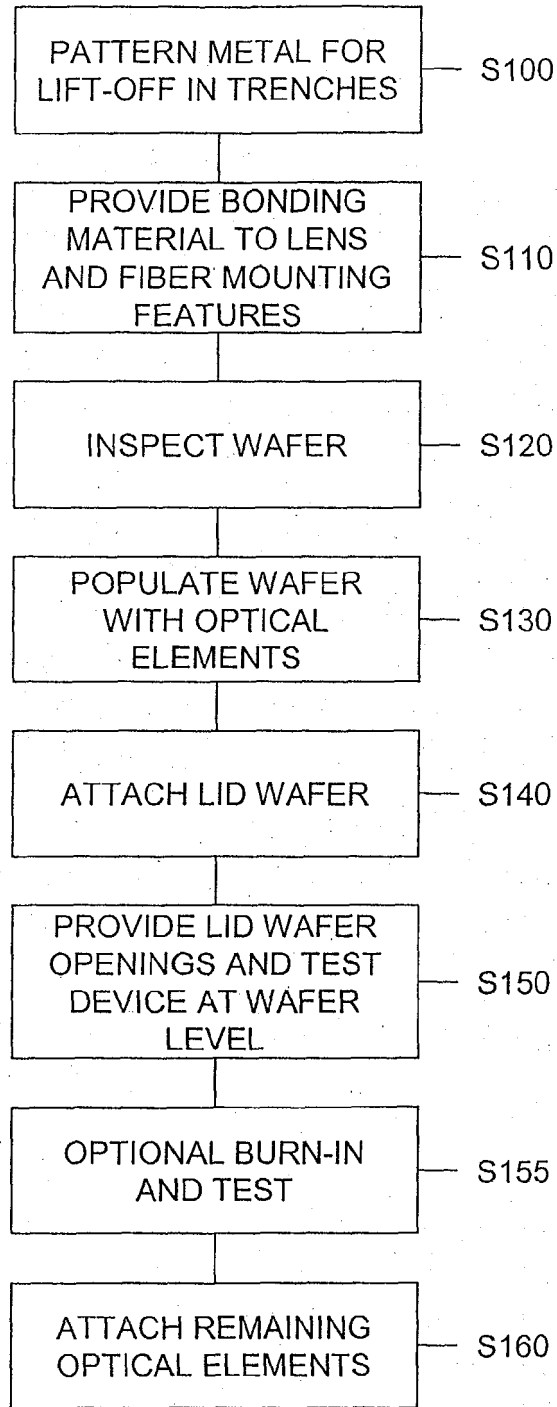 PATTERN METAL FOR
LIFT-OFF IN TRENCHES
S100
PROVIDE BONDING
MATERIAL TO LENS
AND FIBER MOUNTING
FEATURES
S110
INSPECT WAFER
S120
POPULATE WAFER
WITH OPTICAL
ELEMENTS
S130
ATTACH LID WAFER
S140
PROVIDE LID WAFER
OPENINGS AND TEST
DEVICE AT WAFER
LEVEL
S150
OPTIONAL BURN-IN
AND TEST
S155
ATTACH REMAINING
OPTICAL ELEMENTS
S160